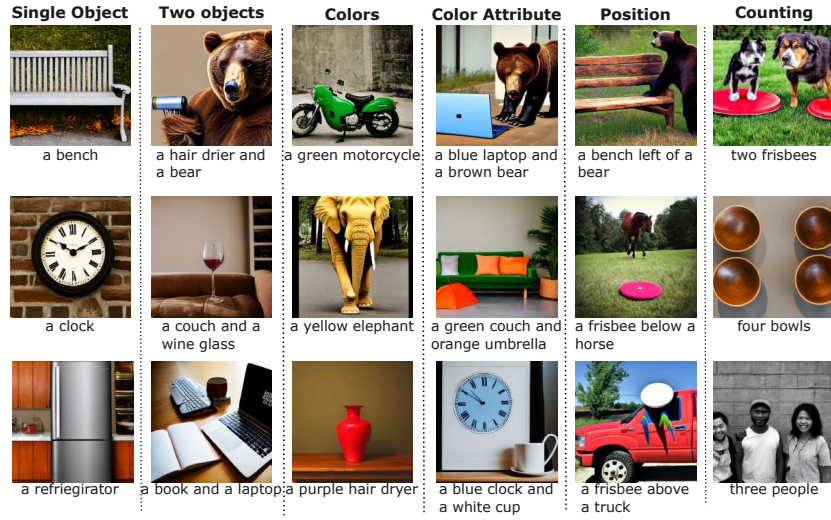 Single Object
Two objects
Colors
Color Attribute
Position
Counting
a bench
a hair drier and
a bear
a green motorcycle
a blue laptop and
a brown bear
a bench left of a
bear
two frisbees
a clock
a couch and a
wine glass
a yellow elephant
a green couch and
orange umbrella
a frisbee below a
horse
four bowls
a refriegirator
a book and a laptop
a purple hair dryer
a blue clock and
a white cup
a frisbee above
a truck
three people